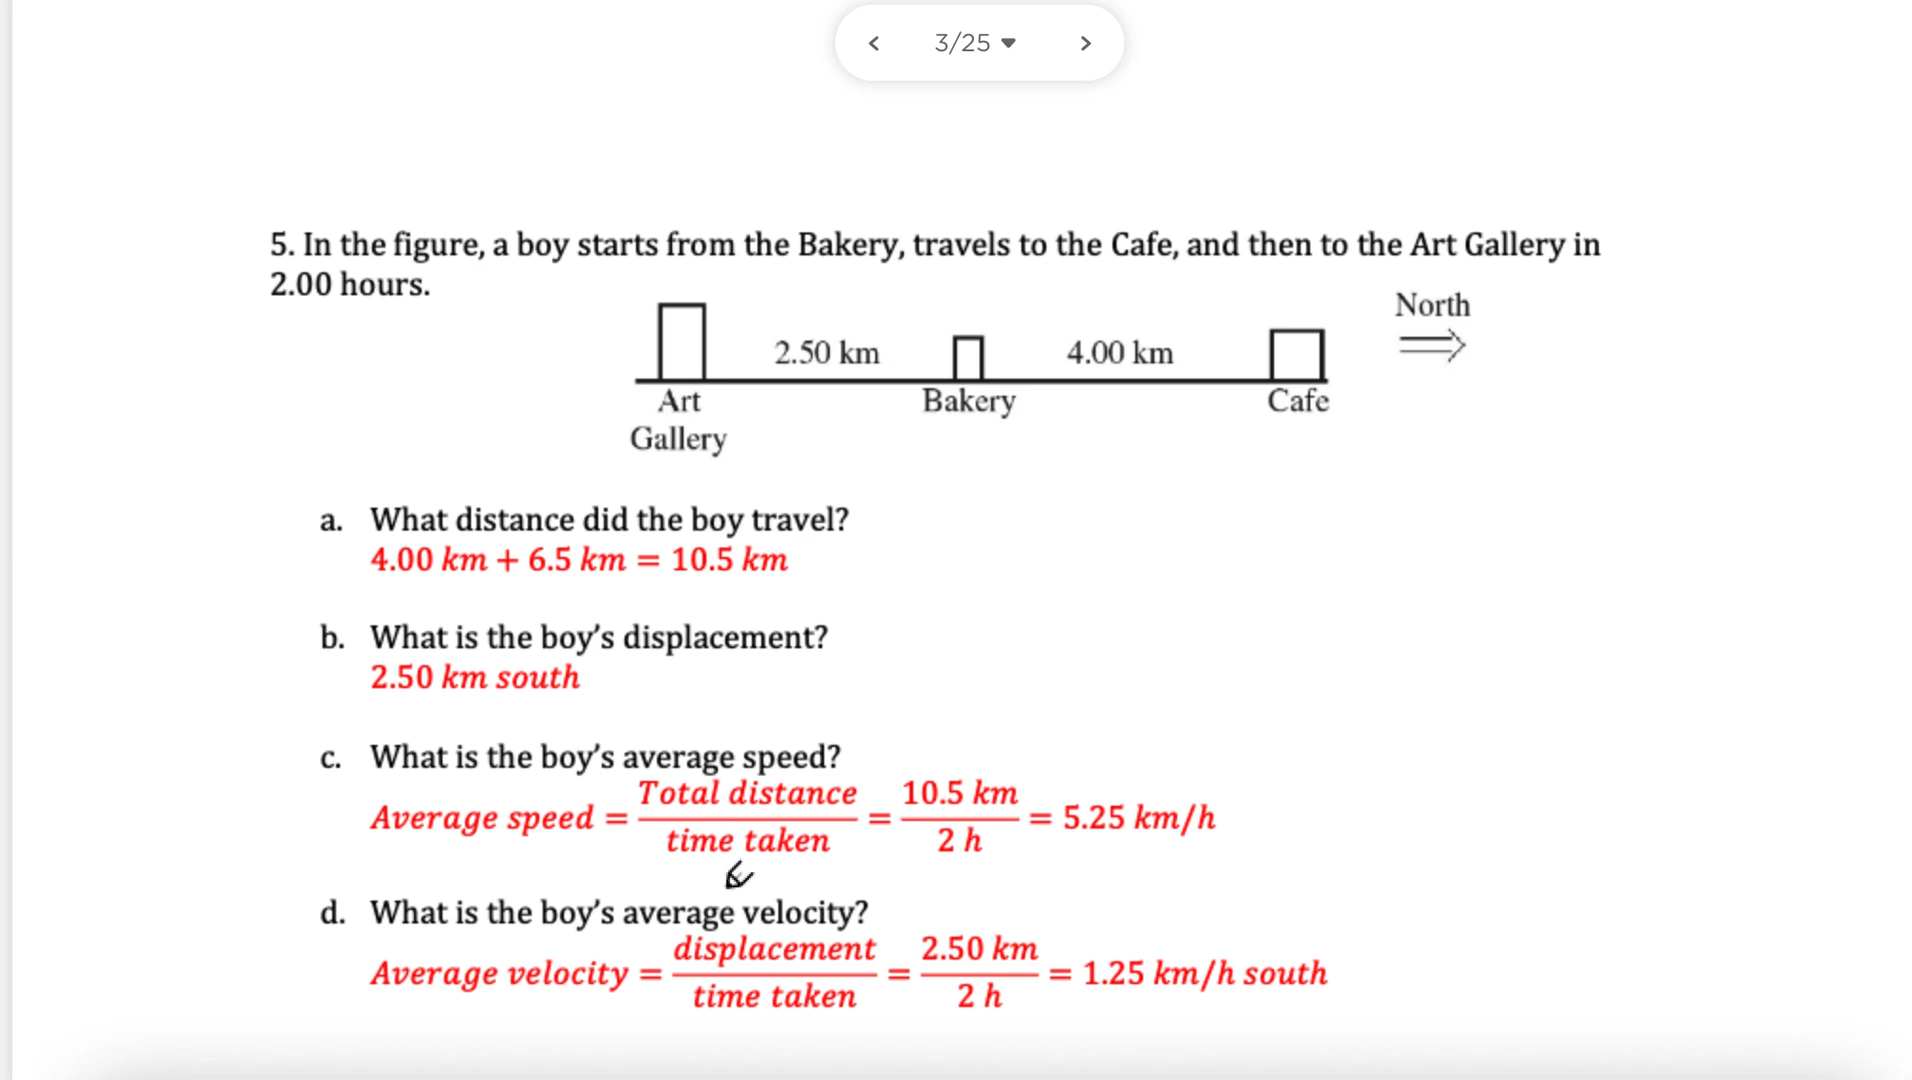 3/25
5. In the figure, a boy starts from the Bakery, travels to the Cafe, and then to the Art Gallery in
2.00 hours.
North
2.50 km 4.00 km
Art Bakery Cafe
Gallery
a. What distance did the boy travel?
4.00 km + 6.5 km = 10.5 km
b. What is the boy's displacement?
2.50 km south
c. What is the boy's average speed?
Average speed = Total distance / time taken = 10.5 km / 2 h = 5.25 km/h
d. What is the boy's average velocity?
Average velocity = displacement / time taken = 2.50 km / 2 h = 1.25 km/h south